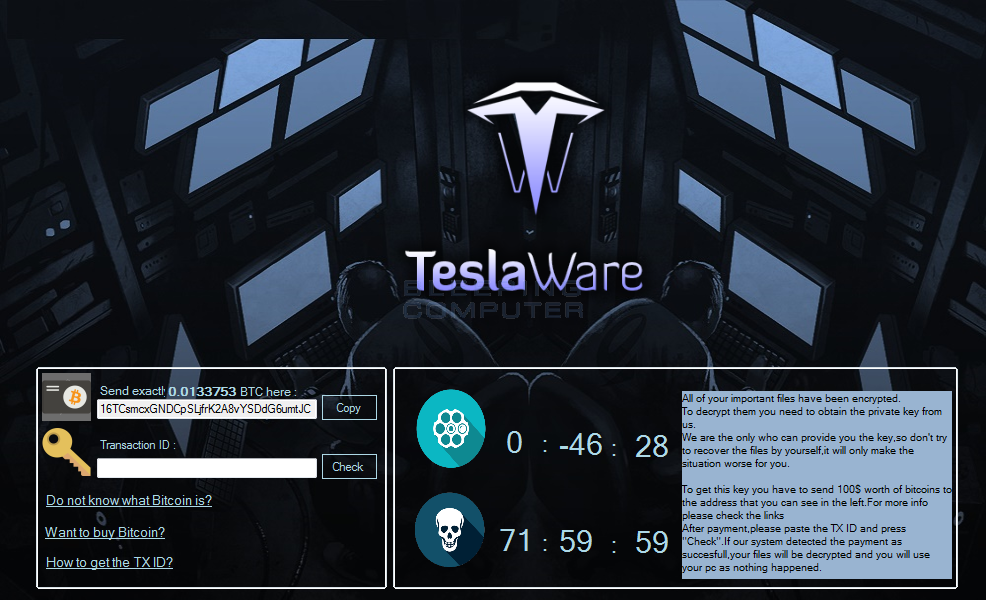 TeslaWare
BLEEPING
COMPUTER
Send exactly 0.0133753 BTC here :
16TCsmcxGNDCpSLjfrK2A8vYSDdG6umtJC
Copy
Transaction ID :
Check
Do not know what Bitcoin is?
Want to buy Bitcoin?
How to get the TX ID?
0 : -46 : 28
71 : 59 : 59
All of your important files have been encrypted.
To decrypt them you need to obtain the private key from
us.
We are the only who can provide you the key,so don't try
to recover the files by yourself,it will only make the
situation worse for you.
To get this key you have to send 100$ worth of bitcoins to
the address that you can see in the left.For more info
please check the links
After payment,please paste the TX ID and press
"Check".If our system detected the payment as
succesfull,your files will be decrypted and you will use
your pc as nothing happened.